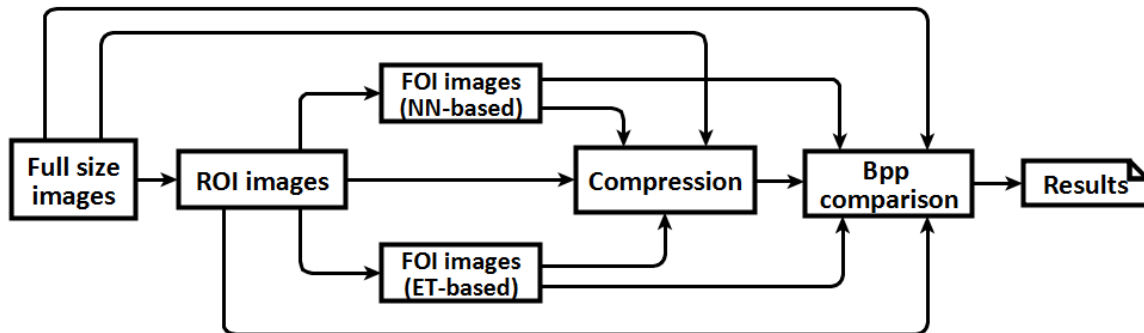 Full size
images
ROI images
FOI images
(NN-based)
FOI images
(ET-based)
Compression
Bpp
comparison
Results